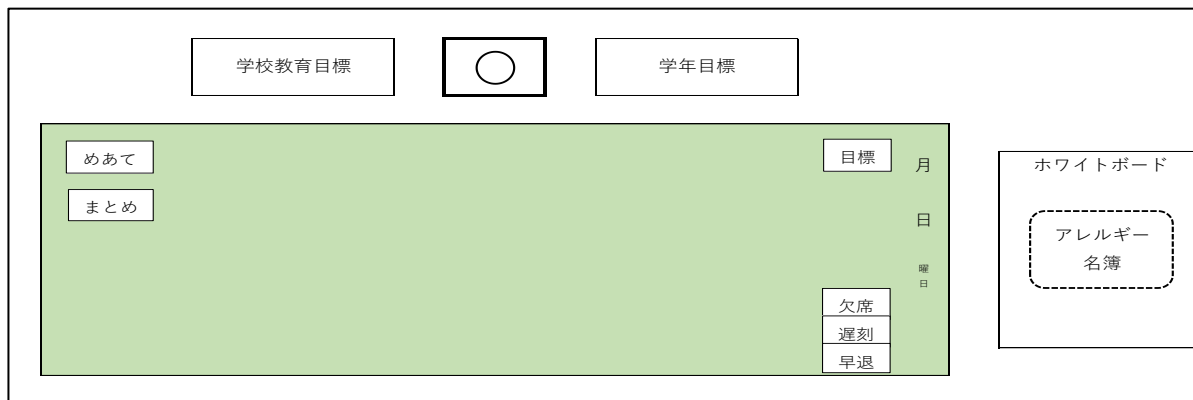 学校教育目標
学年目標
めあて
まとめ
目標
月
日
曜日
欠席
遅刻
早退
ホワイトボード
アレルギー
名簿